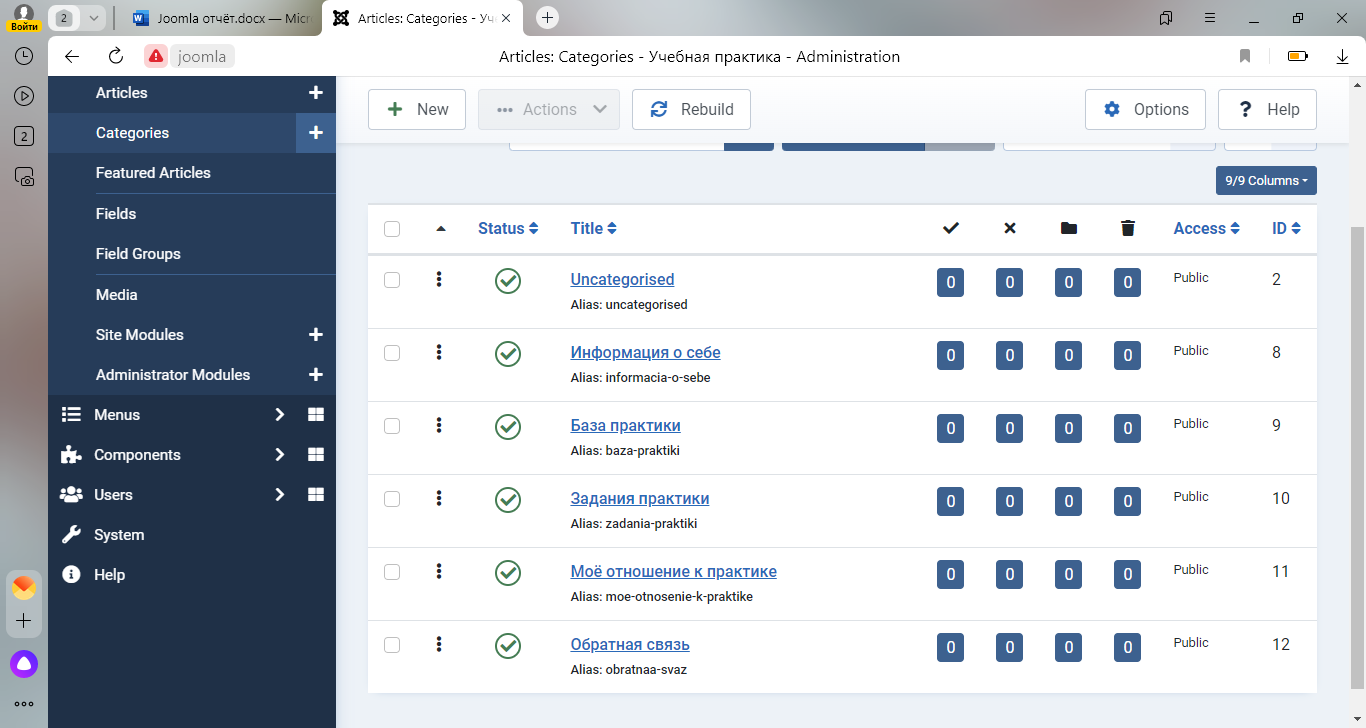 Войти
2
Joomla отчёт.docx — Micr
Articles: Categories - Уч
joomla
Articles: Categories - Учебная практика - Administration
2
Articles
Categories
Featured Articles
Fields
Field Groups
Media
Site Modules
Administrator Modules
Menus
Components
Users
System
Help
New
Actions
Rebuild
Options
? Help
9/9 Columns
Status Title Access ID
Uncategorised 0 0 0 0 Public 2
Alias: uncategorised
Информация о себе 0 0 0 0 Public 8
Alias: informacia-o-sebe
База практики 0 0 0 0 Public 9
Alias: baza-praktiki
Задания практики 0 0 0 0 Public 10
Alias: zadania-praktiki
Моё отношение к практике 0 0 0 0 Public 11
Alias: moe-otnosenie-k-praktike
Обратная связь 0 0 0 0 Public 12
Alias: obratnaa-svaz